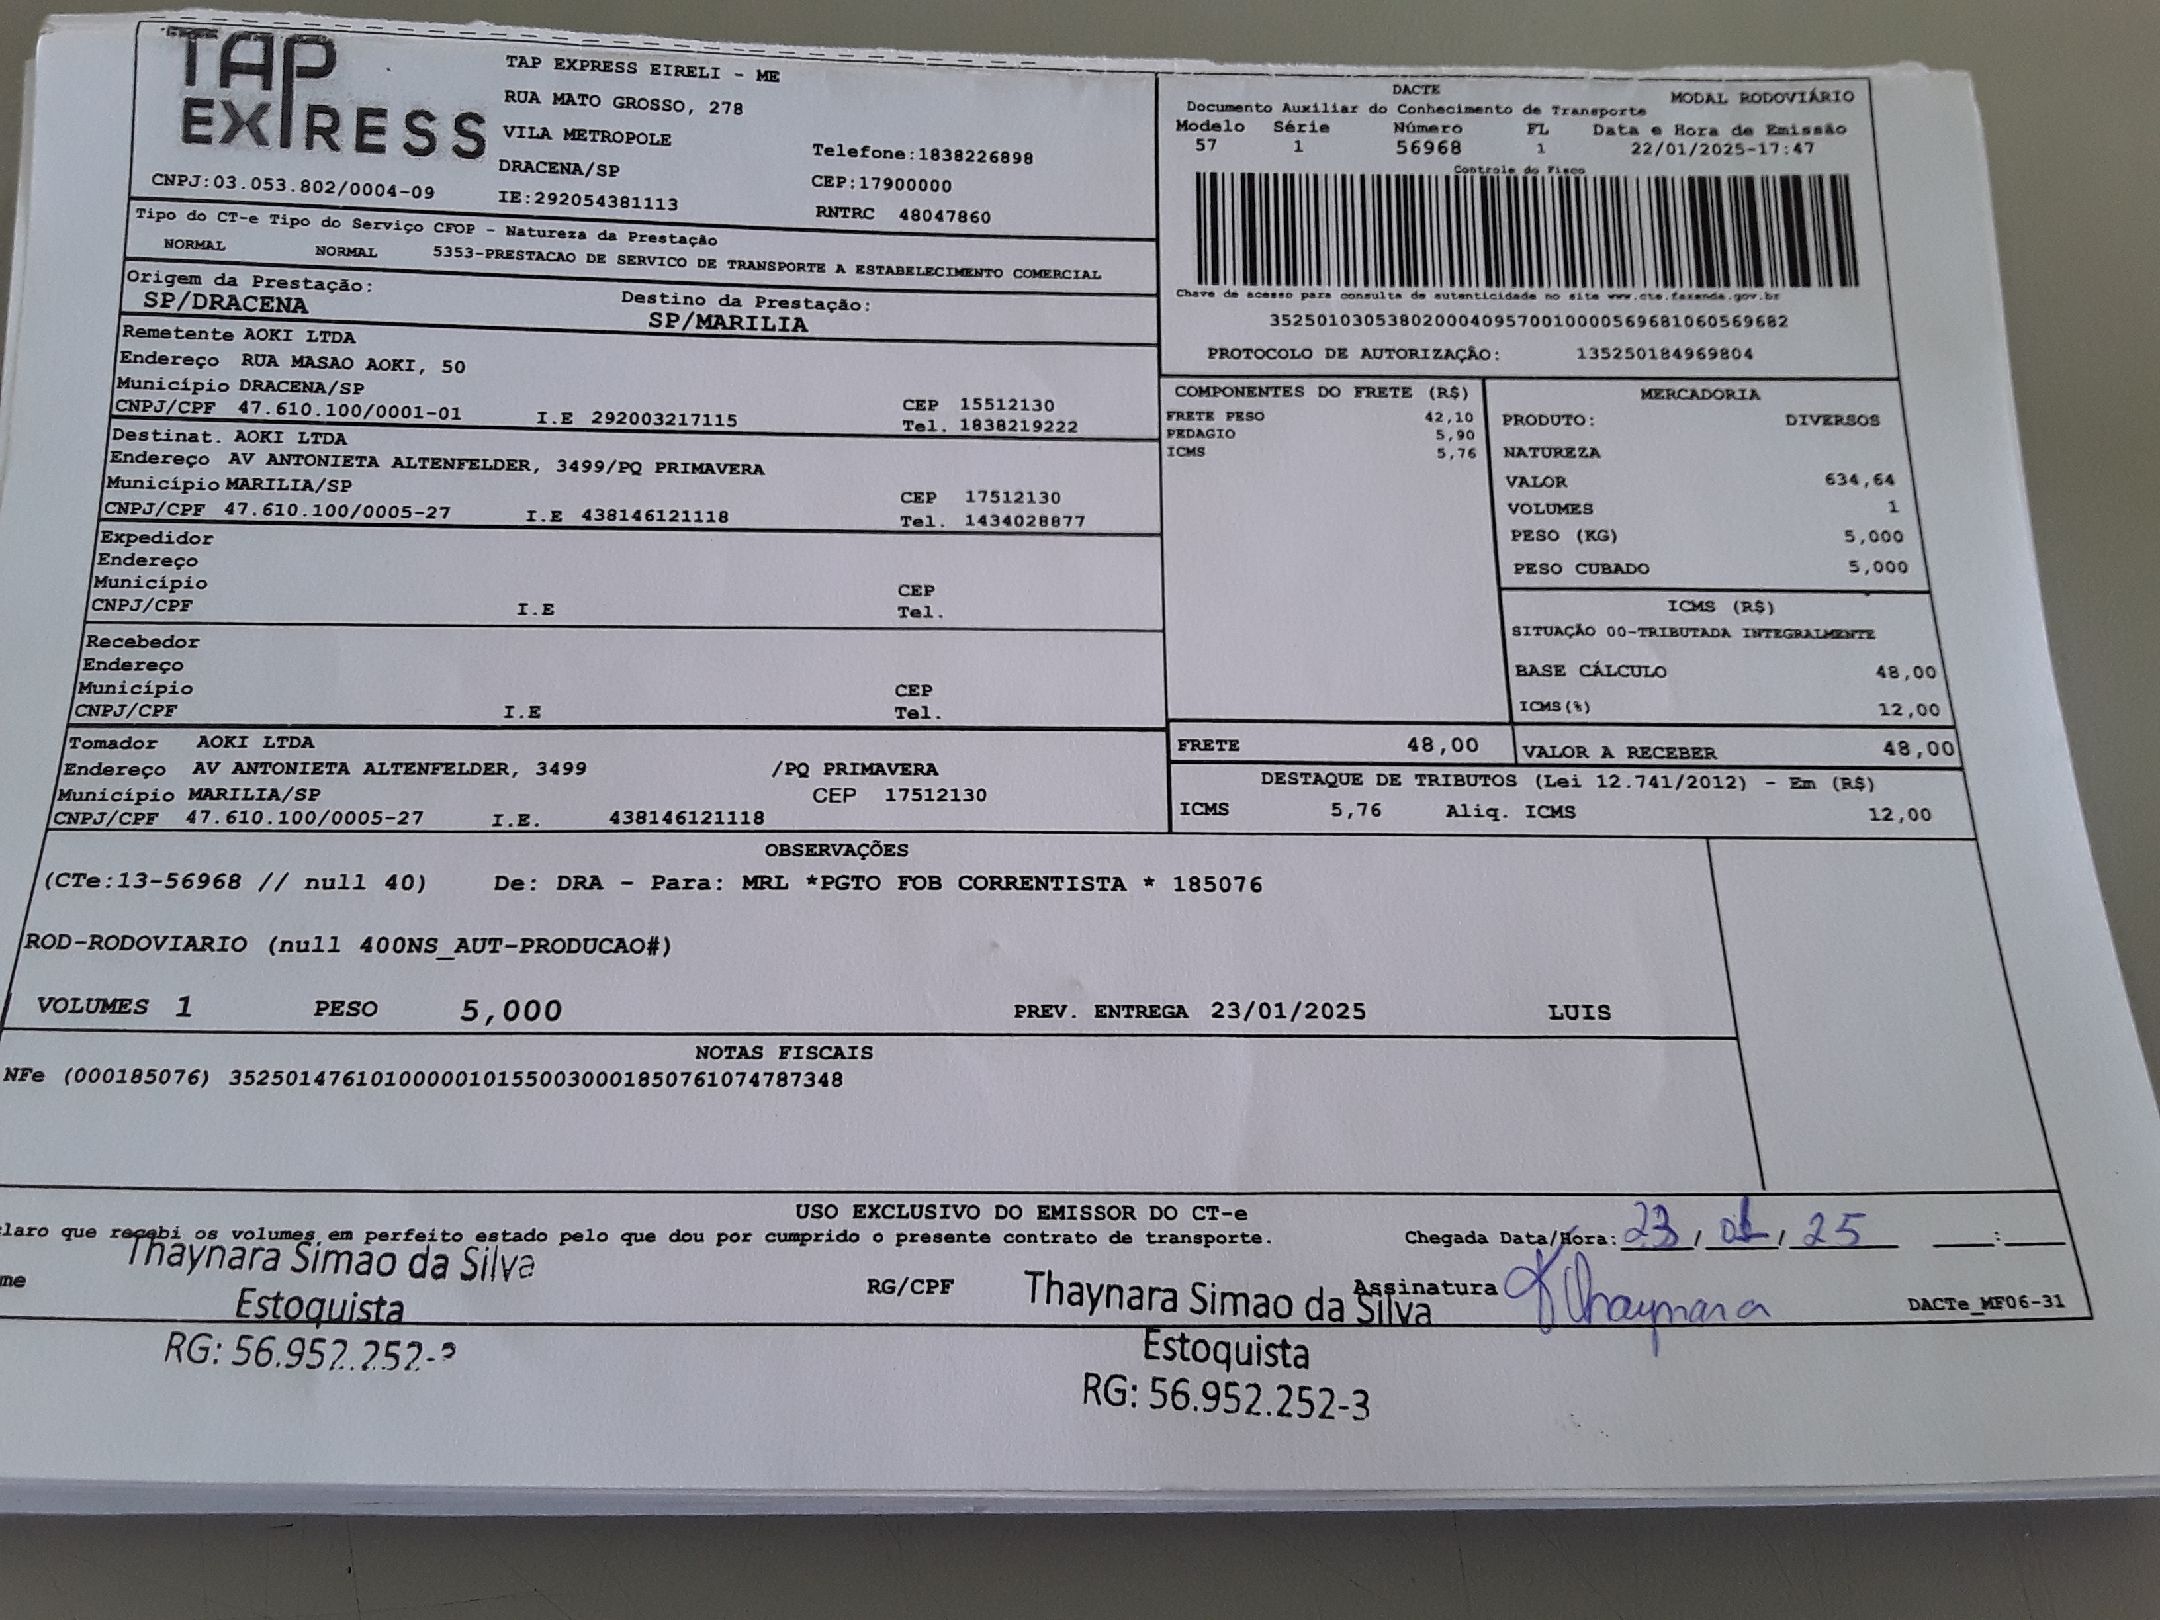 TAP
EXPRESS
CNPJ:03.053.802/0004-09
TAP EXPRESS EIRELI - ME
RUA MATO GROSSO, 278
VILA METROPOLE
DRACENA/SP
IE:292054381113
Telefone:1838226898
CEP:17900000
RNTRC 48047860
DACTE
MODAL RODOVIÁRIO
Documento Auxiliar do Conhecimento de Transporte
Modelo Série Número FL Data e Hora de Emissão
57 1 56968 1 22/01/2025-17:47
Controle do Fisco
Chave de acesso para consulta de autenticidade no site www.cte.fazenda.gov.br
35250103053802000409570010000569681060569682
PROTOCOLO DE AUTORIZAÇÃO: 135250184969804
Tipo do CT-e Tipo do Serviço CFOP - Natureza da Prestação
NORMAL NORMAL 5353-PRESTACAO DE SERVICO DE TRANSPORTE A ESTABELECIMENTO COMERCIAL
Origem da Prestação: Destino da Prestação:
SP/DRACENA SP/MARILIA
Remetente AOKI LTDA
Endereço RUA MASAO AOKI, 50
Município DRACENA/SP CEP 15512130
CNPJ/CPF 47.610.100/0001-01 I.E 292003217115 Tel. 1838219222
Destinat. AOKI LTDA
Endereço AV ANTONIETA ALTENFELDER, 3499/PQ PRIMAVERA
Município MARILIA/SP CEP 17512130
CNPJ/CPF 47.610.100/0005-27 I.E 438146121118 Tel. 1434028877
Expedidor
Endereço
Município CEP
CNPJ/CPF I.E Tel.
Recebedor
Endereço
Município CEP
CNPJ/CPF I.E Tel.
Tomador AOKI LTDA
Endereço AV ANTONIETA ALTENFELDER, 3499 /PQ PRIMAVERA
Município MARILIA/SP CEP 17512130
CNPJ/CPF 47.610.100/0005-27 I.E. 438146121118
COMPONENTES DO FRETE (R$)
FRETE PESO 42,10
PEDAGIO 5,90
ICMS 5,76
MERCADORIA
PRODUTO: DIVERSOS
NATUREZA
VALOR 634,64
VOLUMES 1
PESO (KG) 5,000
PESO CUBADO 5,000
ICMS (R$)
SITUAÇÃO 00-TRIBUTADA INTEGRALMENTE
BASE CÁLCULO 48,00
ICMS(%) 12,00
FRETE 48,00 VALOR A RECEBER 48,00
DESTAQUE DE TRIBUTOS (Lei 12.741/2012) - Em (R$)
ICMS 5,76 Aliq. ICMS 12,00
OBSERVAÇÕES
(CTe:13-56968 // null 40) De: DRA - Para: MRL *PGTO FOB CORRENTISTA * 185076
ROD-RODOVIARIO (null 400NS_AUT-PRODUCAO#)
VOLUMES 1 PESO 5,000 PREV. ENTREGA 23/01/2025 LUIS
NOTAS FISCAIS
NFe (000185076) 35250147610100000101550030001850761074787348
USO EXCLUSIVO DO EMISSOR DO CT-e
laro que recebi os volumes em perfeito estado pelo que dou por cumprido o presente contrato de transporte. Chegada Data/Hora: 23/01/25 :
me RG/CPF Assinatura Thaynara DACTe_MF06-31
Thaynara Simao da Silva
Estoquista
RG: 56.952.252-3
Thaynara Simao da Silva
Estoquista
RG: 56.952.252-3